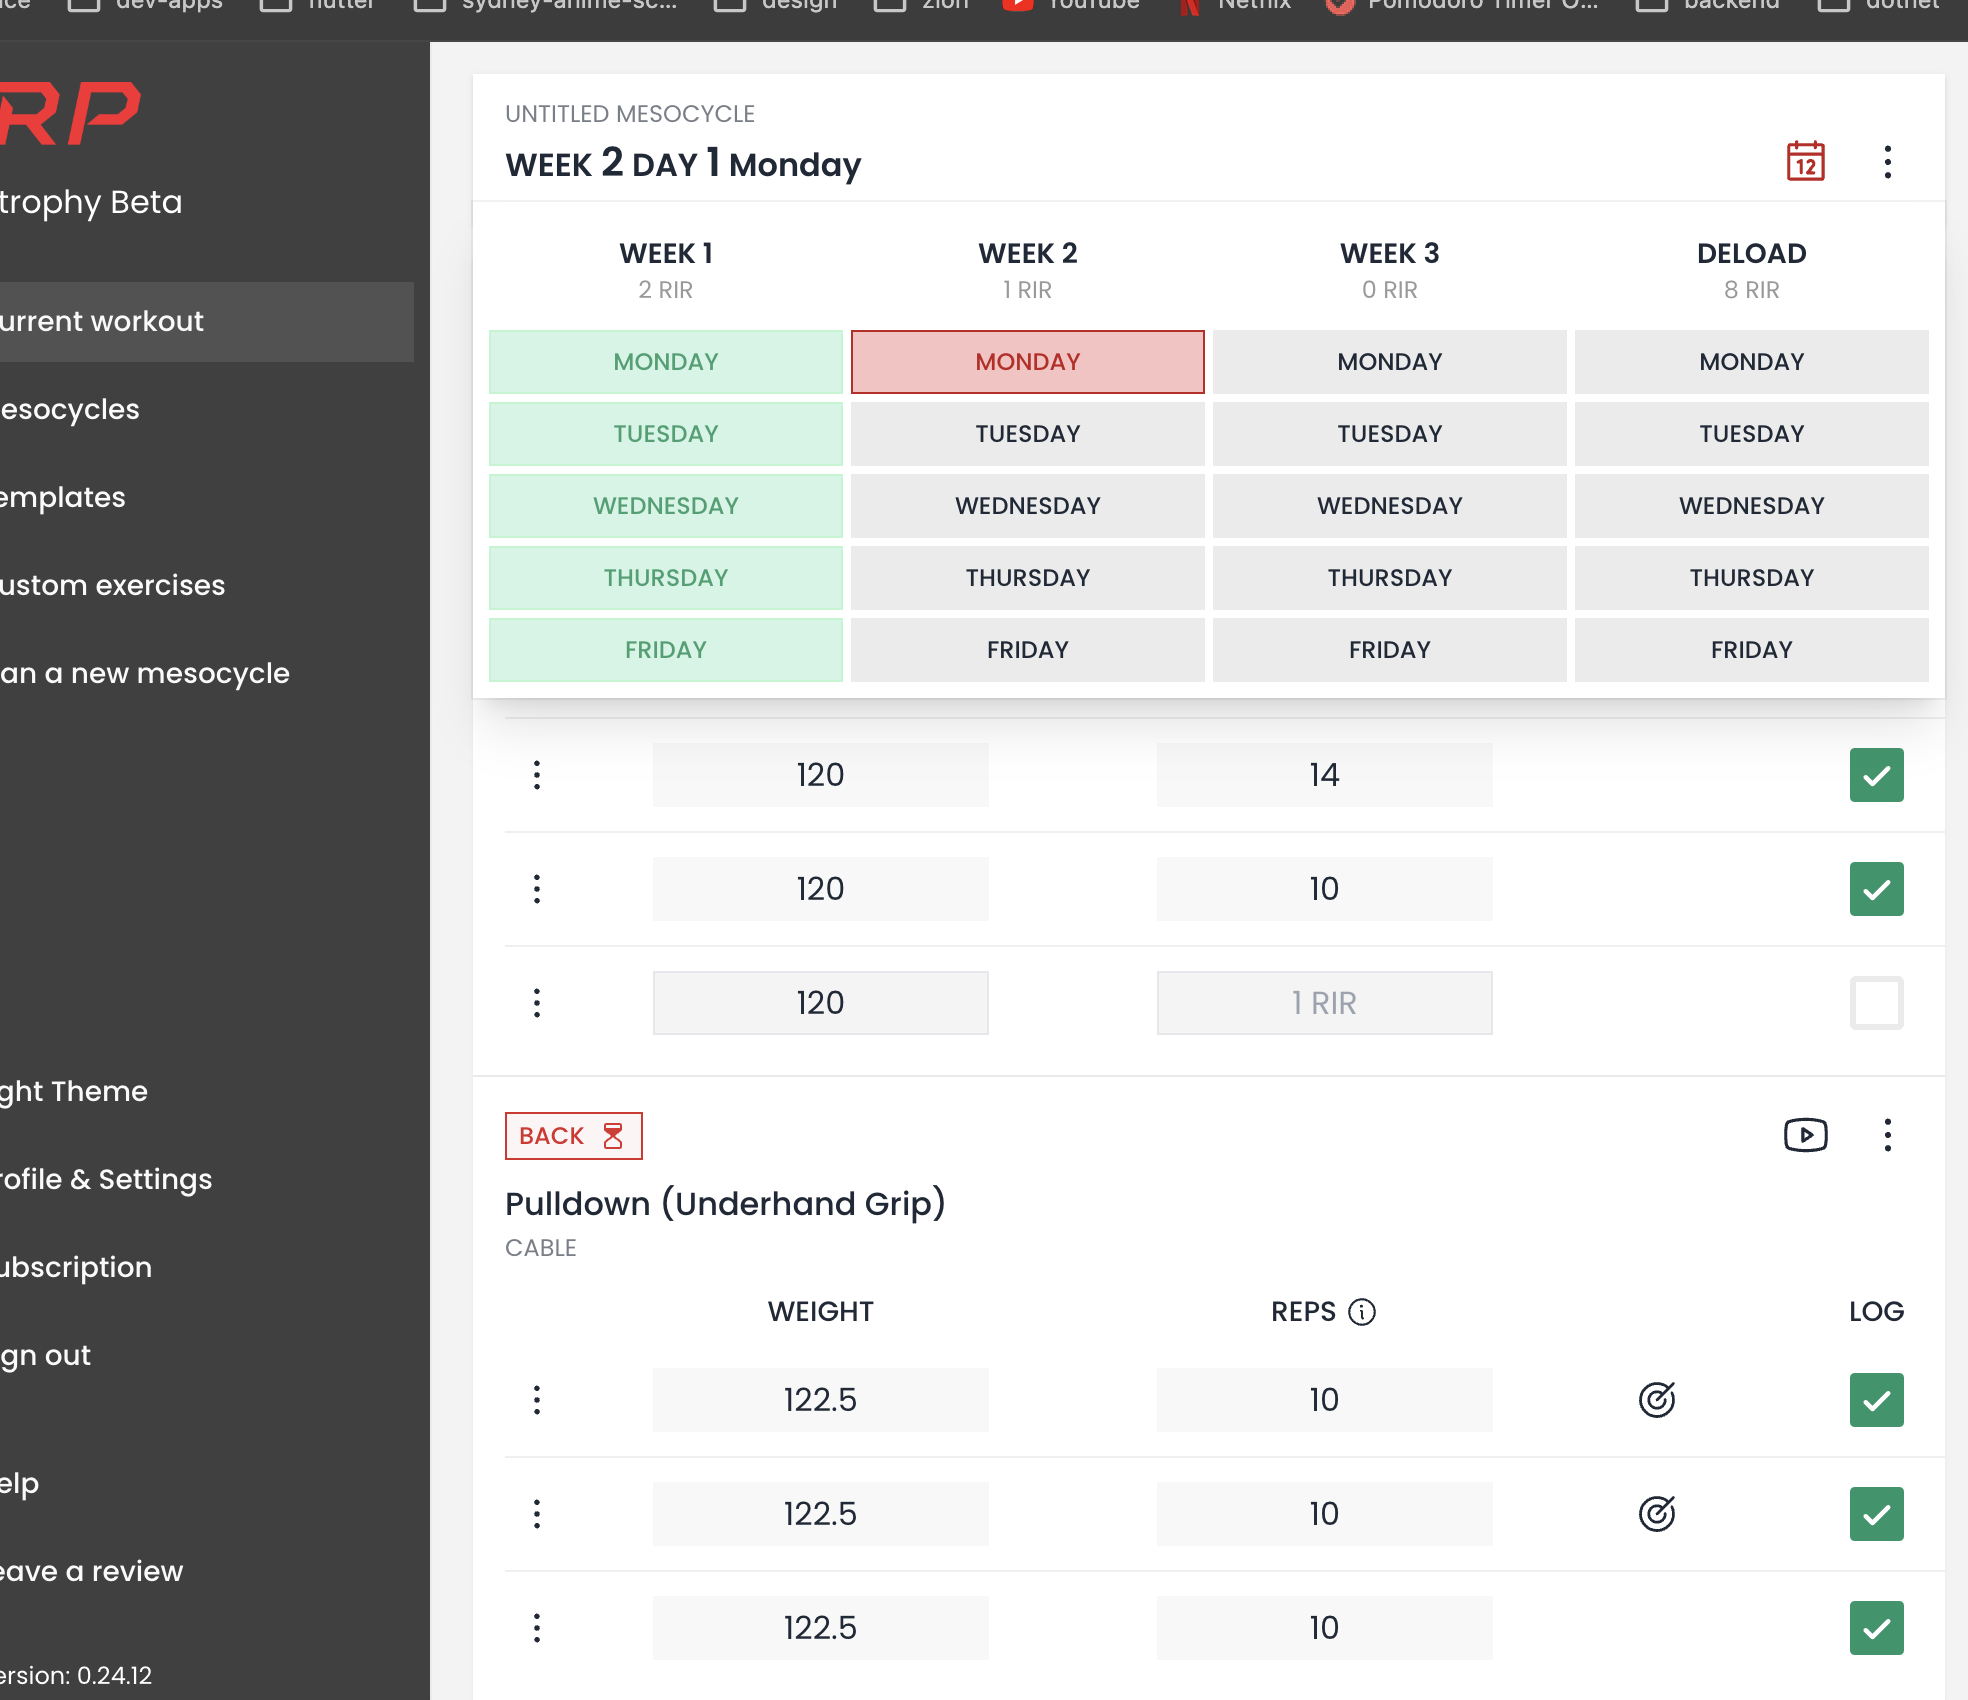 dev-apps
flutter
sydney-anime-sc...
design
zion
YouTube
Netflix
Pomodoro Timer O...
backend
dotnet
RP
trophy Beta
urrent workout
esocycles
emplates
ustom exercises
an a new mesocycle
ght Theme
rofile & Settings
ubscription
gn out
elp
eave a review
ersion: 0.24.12
UNTITLED MESOCYCLE
WEEK 2 DAY 1 Monday
12
WEEK 1 WEEK 2 WEEK 3 DELOAD
2 RIR 1 RIR 0 RIR 8 RIR
MONDAY MONDAY MONDAY MONDAY
TUESDAY TUESDAY TUESDAY TUESDAY
WEDNESDAY WEDNESDAY WEDNESDAY WEDNESDAY
THURSDAY THURSDAY THURSDAY THURSDAY
FRIDAY FRIDAY FRIDAY FRIDAY
120 14
120 10
120 1 RIR
BACK
Pulldown (Underhand Grip)
CABLE
WEIGHT REPS LOG
122.5 10
122.5 10
122.5 10